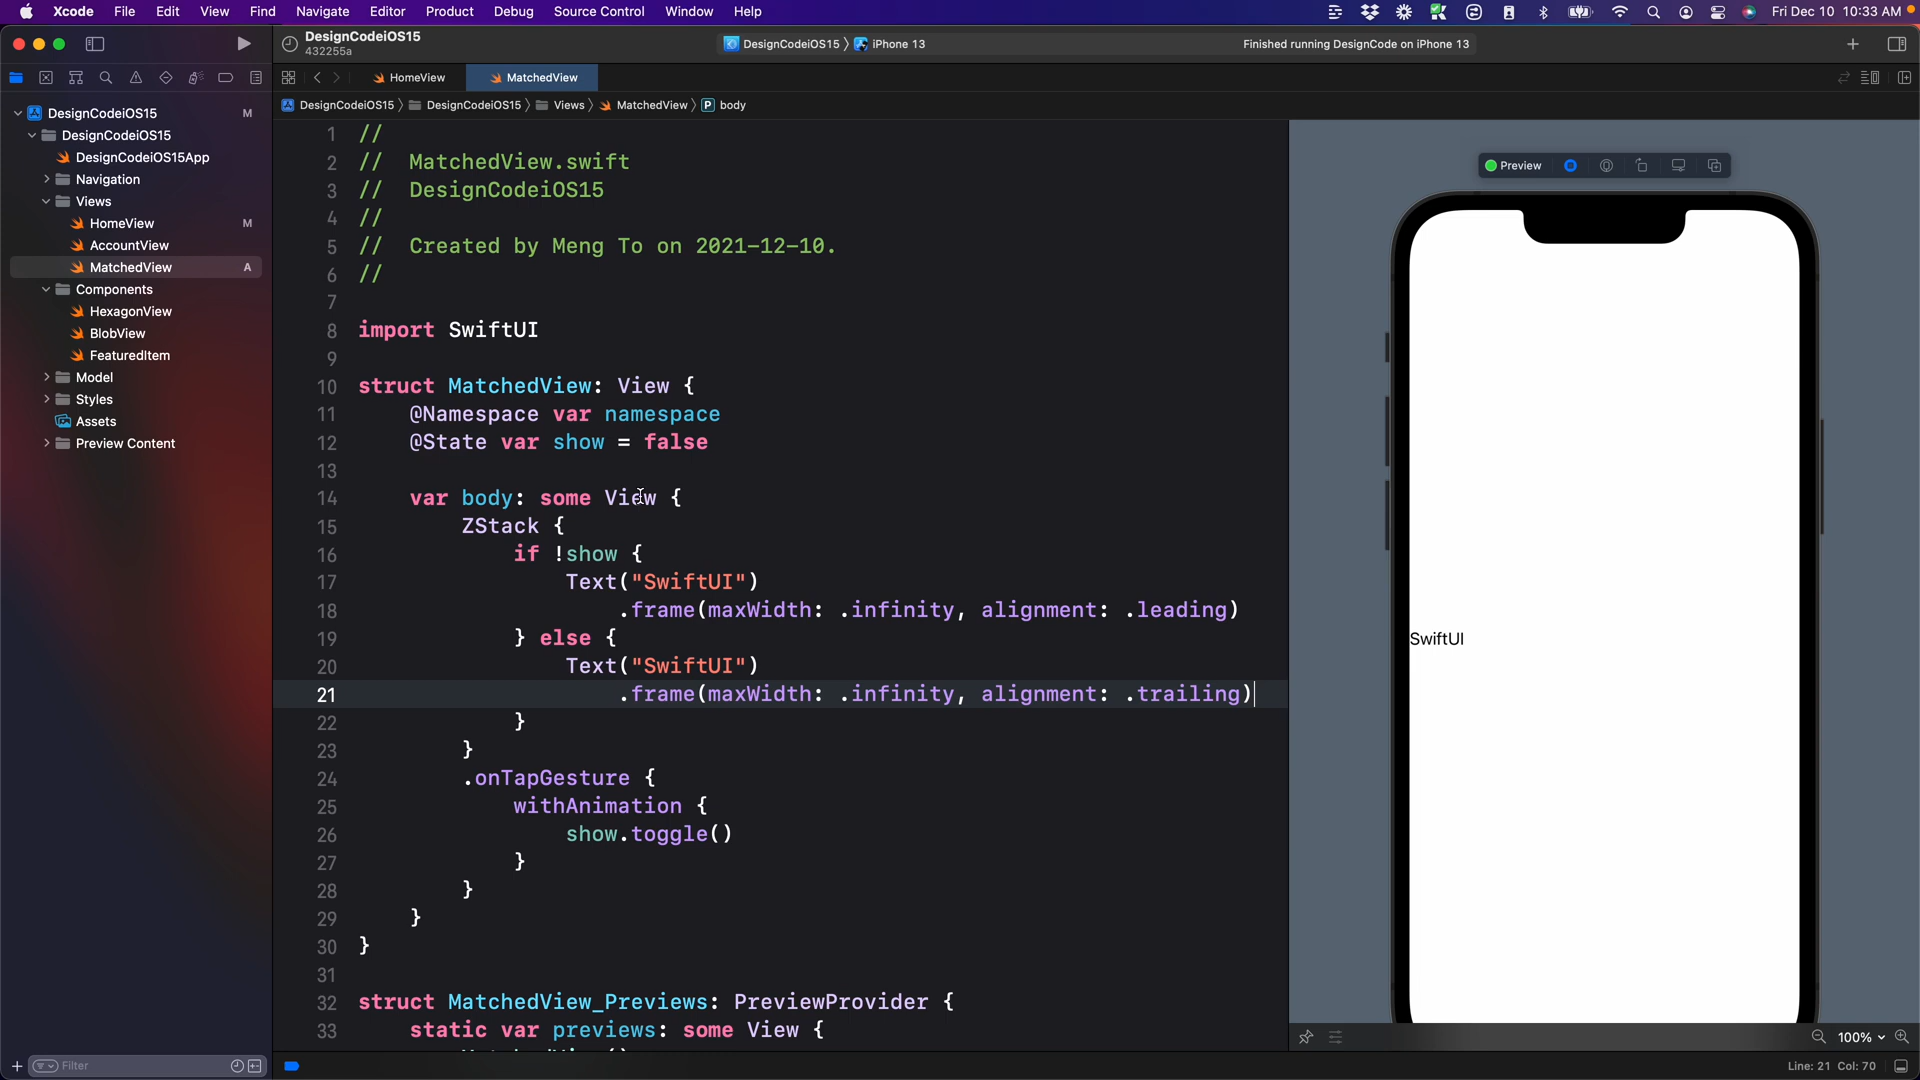 Xcode File Edit View Find Navigate Editor Product Debug Source Control Window Help Fri Dec 10 10:33 AM
DesignCodeiOS15
432255a
DesignCodeiOS15 〉 iPhone 13
Finished running DesignCode on iPhone 13
HomeView
MatchedView
DesignCodeiOS15 〉 DesignCodeiOS15 〉 Views 〉 MatchedView 〉 P body
DesignCodeiOS15 M
DesignCodeiOS15
DesignCodeiOS15App
Navigation
Views
HomeView M
AccountView
MatchedView A
Components
HexagonView
BlobView
FeaturedItem
Model
Styles
Assets
Preview Content
Filter
1 //
2 // MatchedView.swift
3 // DesignCodeiOS15
4 //
5 // Created by Meng To on 2021-12-10.
6 //
7
8 import SwiftUI
9
10 struct MatchedView: View {
11 @Namespace var namespace
12 @State var show = false
13
14 var body: some View {
15 ZStack {
16 if !show {
17 Text("SwiftUI")
18 .frame(maxWidth: .infinity, alignment: .leading)
19 } else {
20 Text("SwiftUI")
21 .frame(maxWidth: .infinity, alignment: .trailing)
22 }
23 }
24 .onTapGesture {
25 withAnimation {
26 show.toggle()
27 }
28 }
29 }
30 }
31
32 struct MatchedView_Previews: PreviewProvider {
33 static var previews: some View {
Preview
SwiftUI
100%
Line: 21 Col: 70